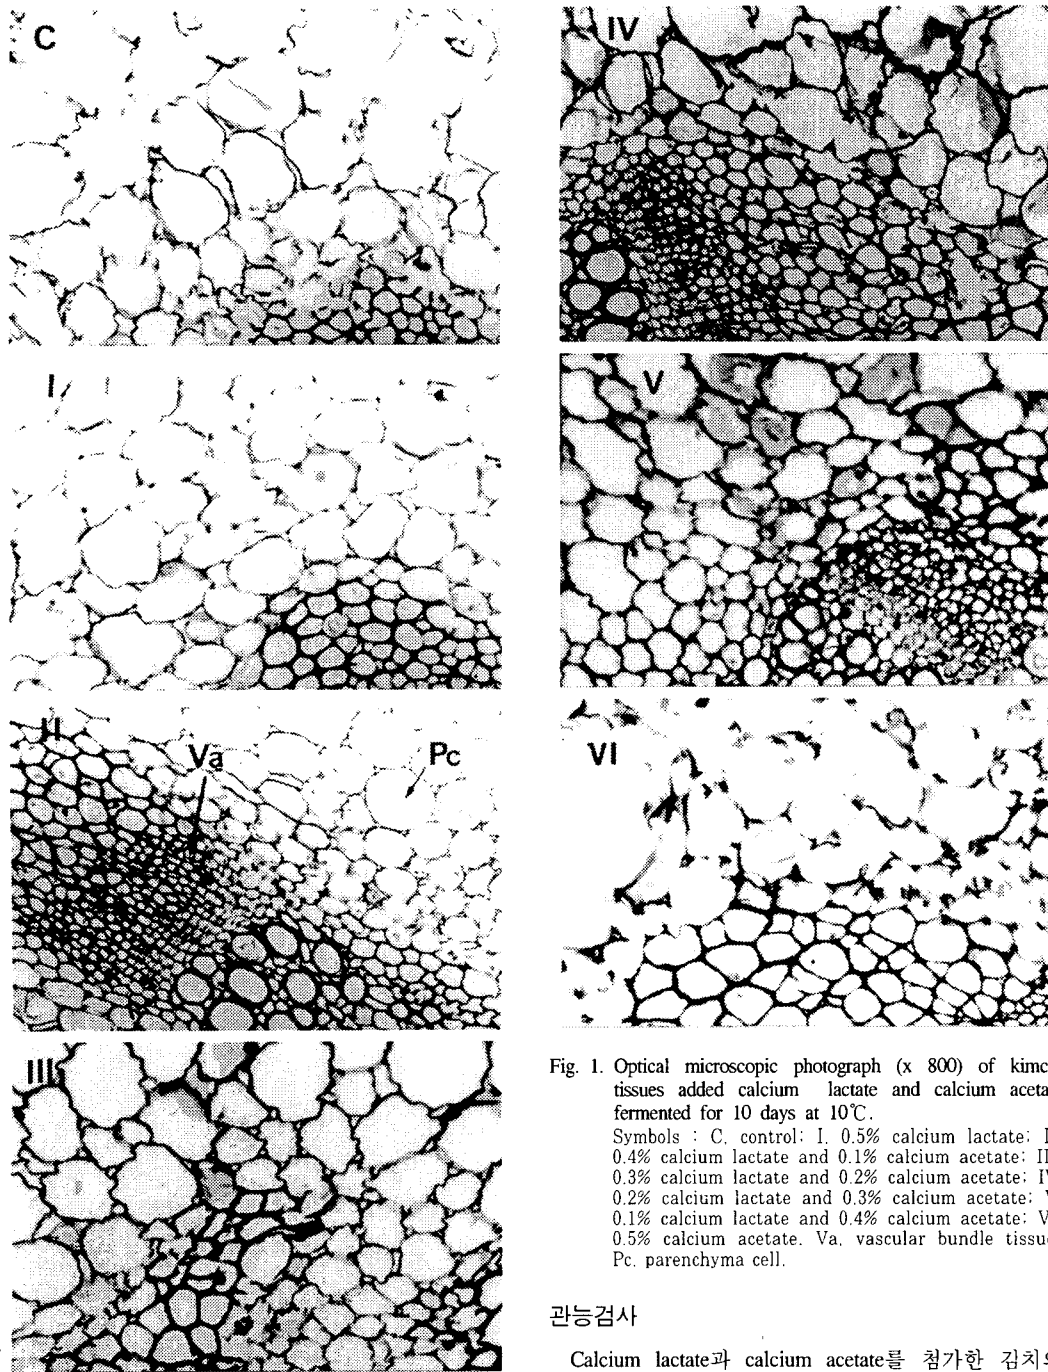 C
I
II
Va
Pc
III
IV
V
VI
Fig. 1. Optical microscopic photograph (x 800) of kimc
tissues added calcium lactate and calcium aceta
fermented for 10 days at 10℃.
Symbols : C, control; I, 0.5% calcium lactate; I
0.4% calcium lactate and 0.1% calcium acetate; II
0.3% calcium lactate and 0.2% calcium acetate; IV
0.2% calcium lactate and 0.3% calcium acetate; V
0.1% calcium lactate and 0.4% calcium acetate; V
0.5% calcium acetate. Va, vascular bundle tissue
Pc, parenchyma cell.
관능검사
Calcium lactate과 calcium acetate를 첨가한 김치의